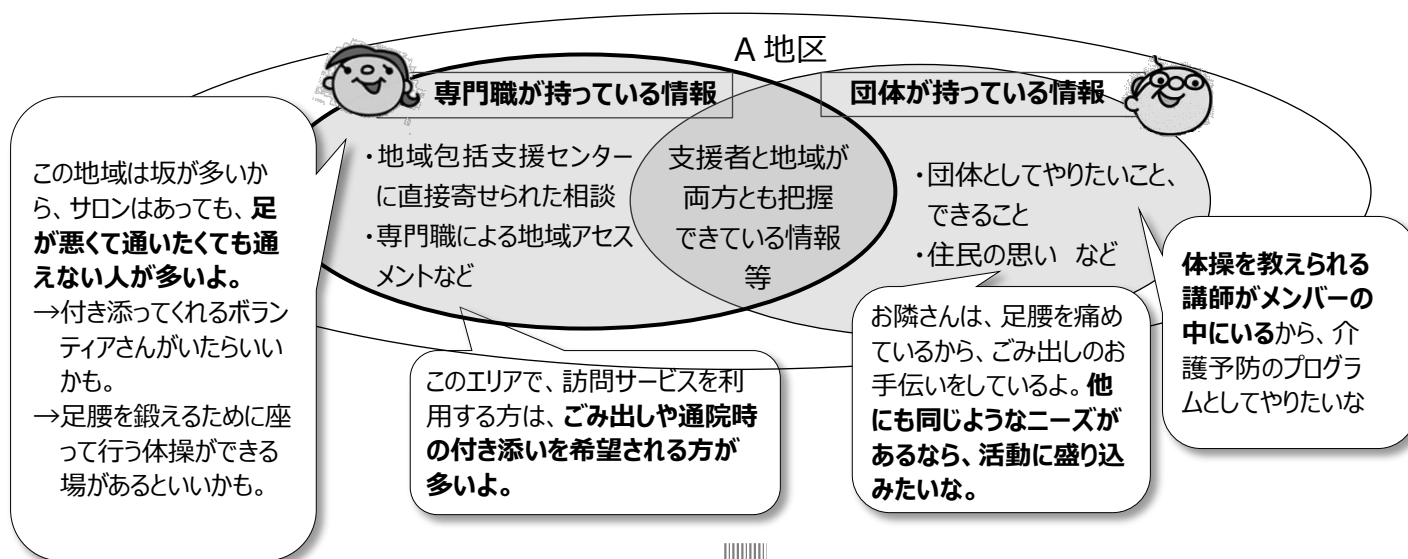 A 地区
専門職が持っている情報
団体が持っている情報
この地域は坂が多いか
ら、サロンはあっても、足
が悪くて通いたくても通
えない人が多いよ。
→付き添ってくれるボラン
ティアさんがいたらいい
かも。
→足腰を鍛えるために座
って行う体操ができる
場があるといいかも。
・地域包括支援センター
に直接寄せられた相談
・専門職による地域アセス
メントなど
支援者と地域が
両方とも把握
できている情報
等
・団体としてやりたいこと、
できること
・住民の思い など
このエリアで、訪問サービスを利
用する方は、ごみ出しや通院時
の付き添いを希望される方が
多いよ。
お隣さんは、足腰を痛め
ているから、ごみ出しのお
手伝いをしているよ。他
にも同じようなニーズが
あるなら、活動に盛り込
みたいな。
体操を教えられる
講師がメンバーの
中にいるから、介
護予防のプログラ
ムとしてやりたいな